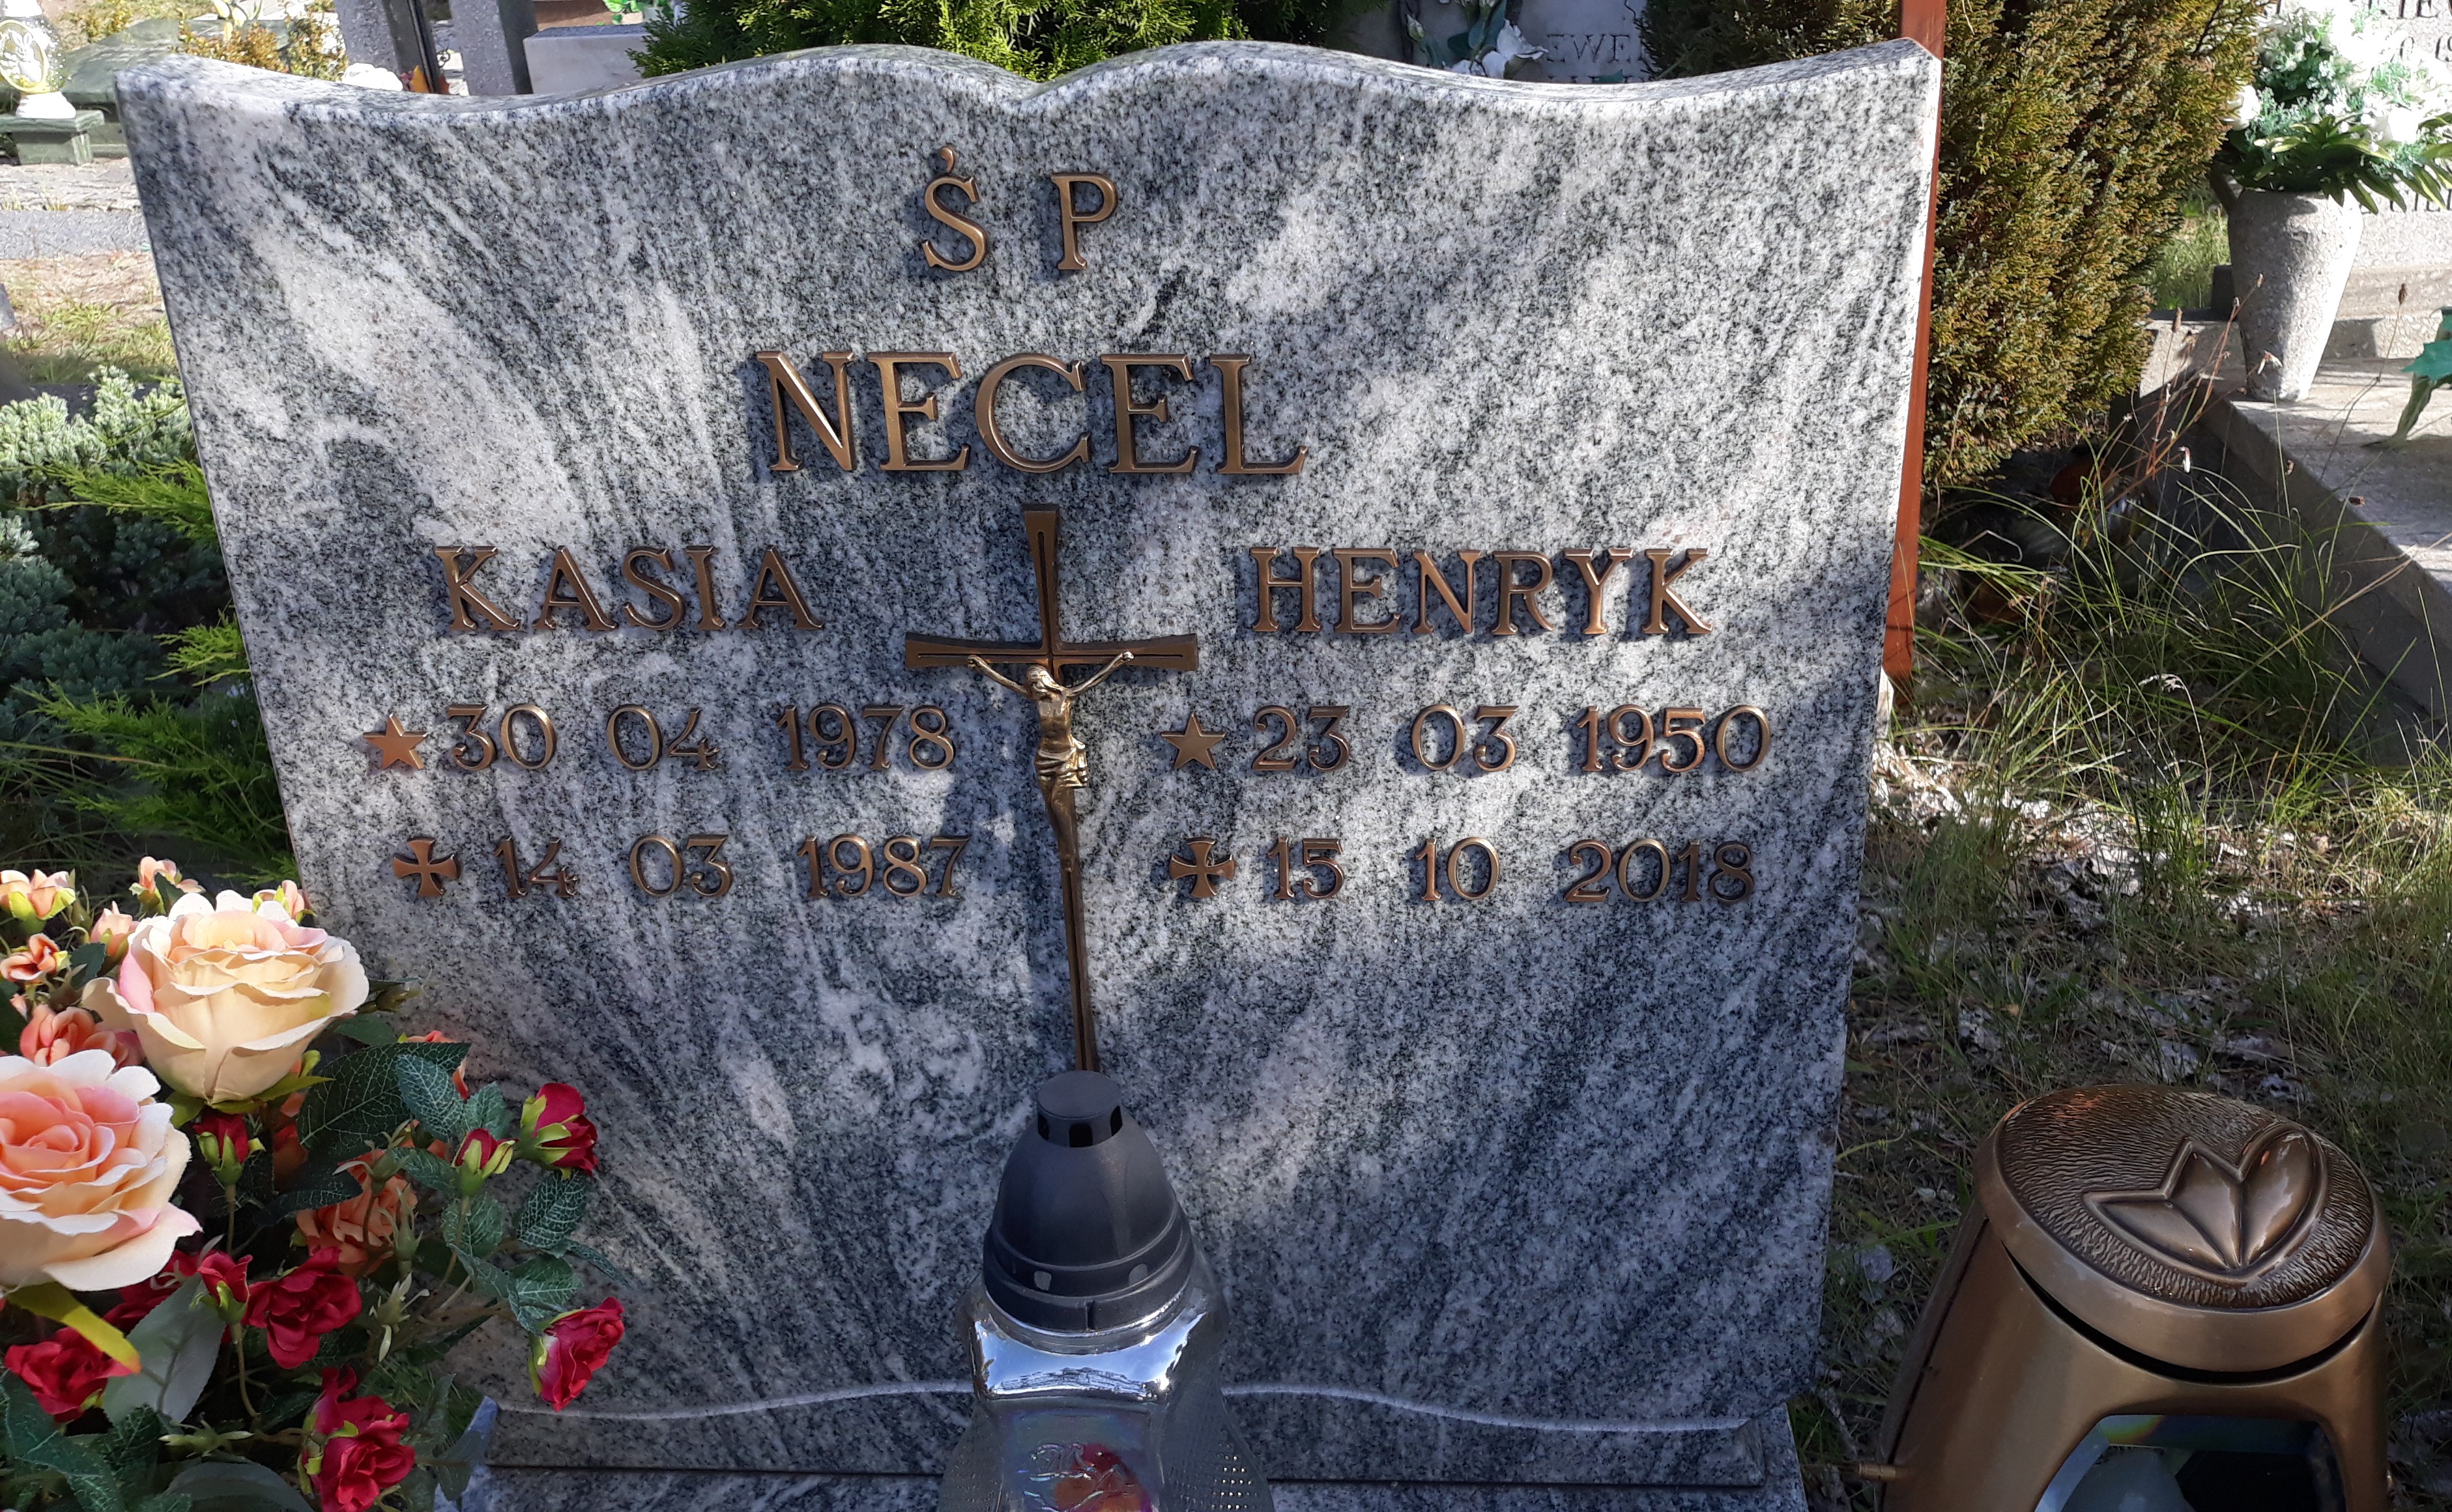 Ś P
NECEL
KASIA
★ 30 04 1978
✠ 14 03 1987
HENRYK
★ 23 03 1950
✠ 15 10 2018